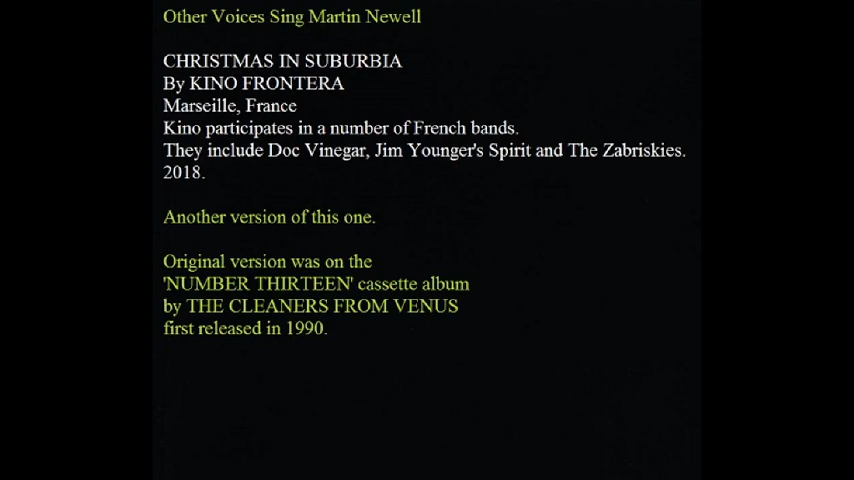 Other Voices Sing Martin Newell
CHRISTMAS IN SUBURBIA
By KINO FRONTERA
Marseille, France
Kino participates in a number of French bands.
They include Doc Vinegar, Jim Younger's Spirit and The Zabriskies.
2018.
Another version of this one.
Original version was on the
'NUMBER THIRTEEN' cassette album
by THE CLEANERS FROM VENUS
first released in 1990.